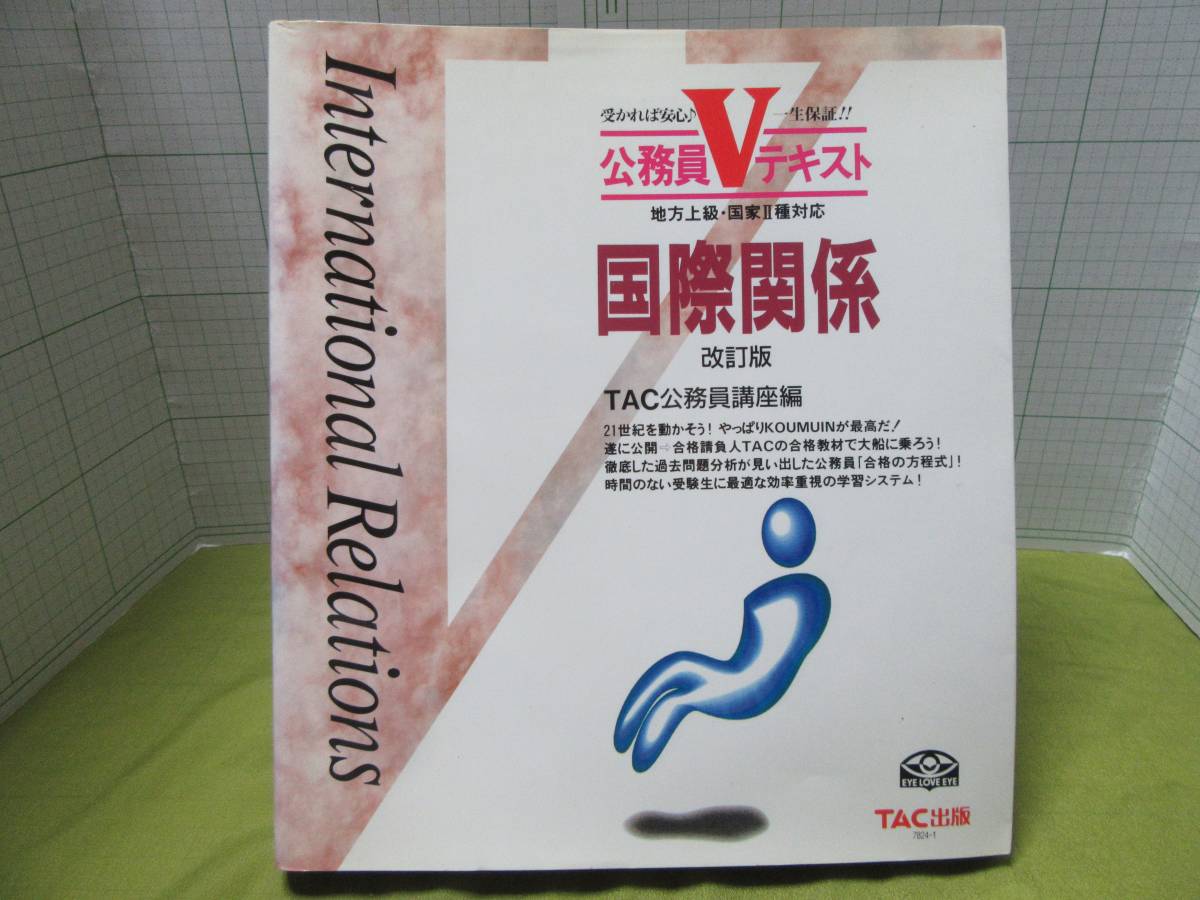 International Relations
受かれば安心♪ 一生保証!!
公務員Vテキスト
地方上級・国家II種対応
国際関係
改訂版
TAC公務員講座編
21世紀を動かそう! やっぱりKOUMUINが最高だ!
遂に公開⇨合格請負人TACの合格教材で大船に乗ろう!
徹底した過去問題分析が見い出した公務員「合格の方程式」!
時間のない受験生に最適な効率重視の学習システム!
EYE LOVE EYE
TAC出版
7824-1